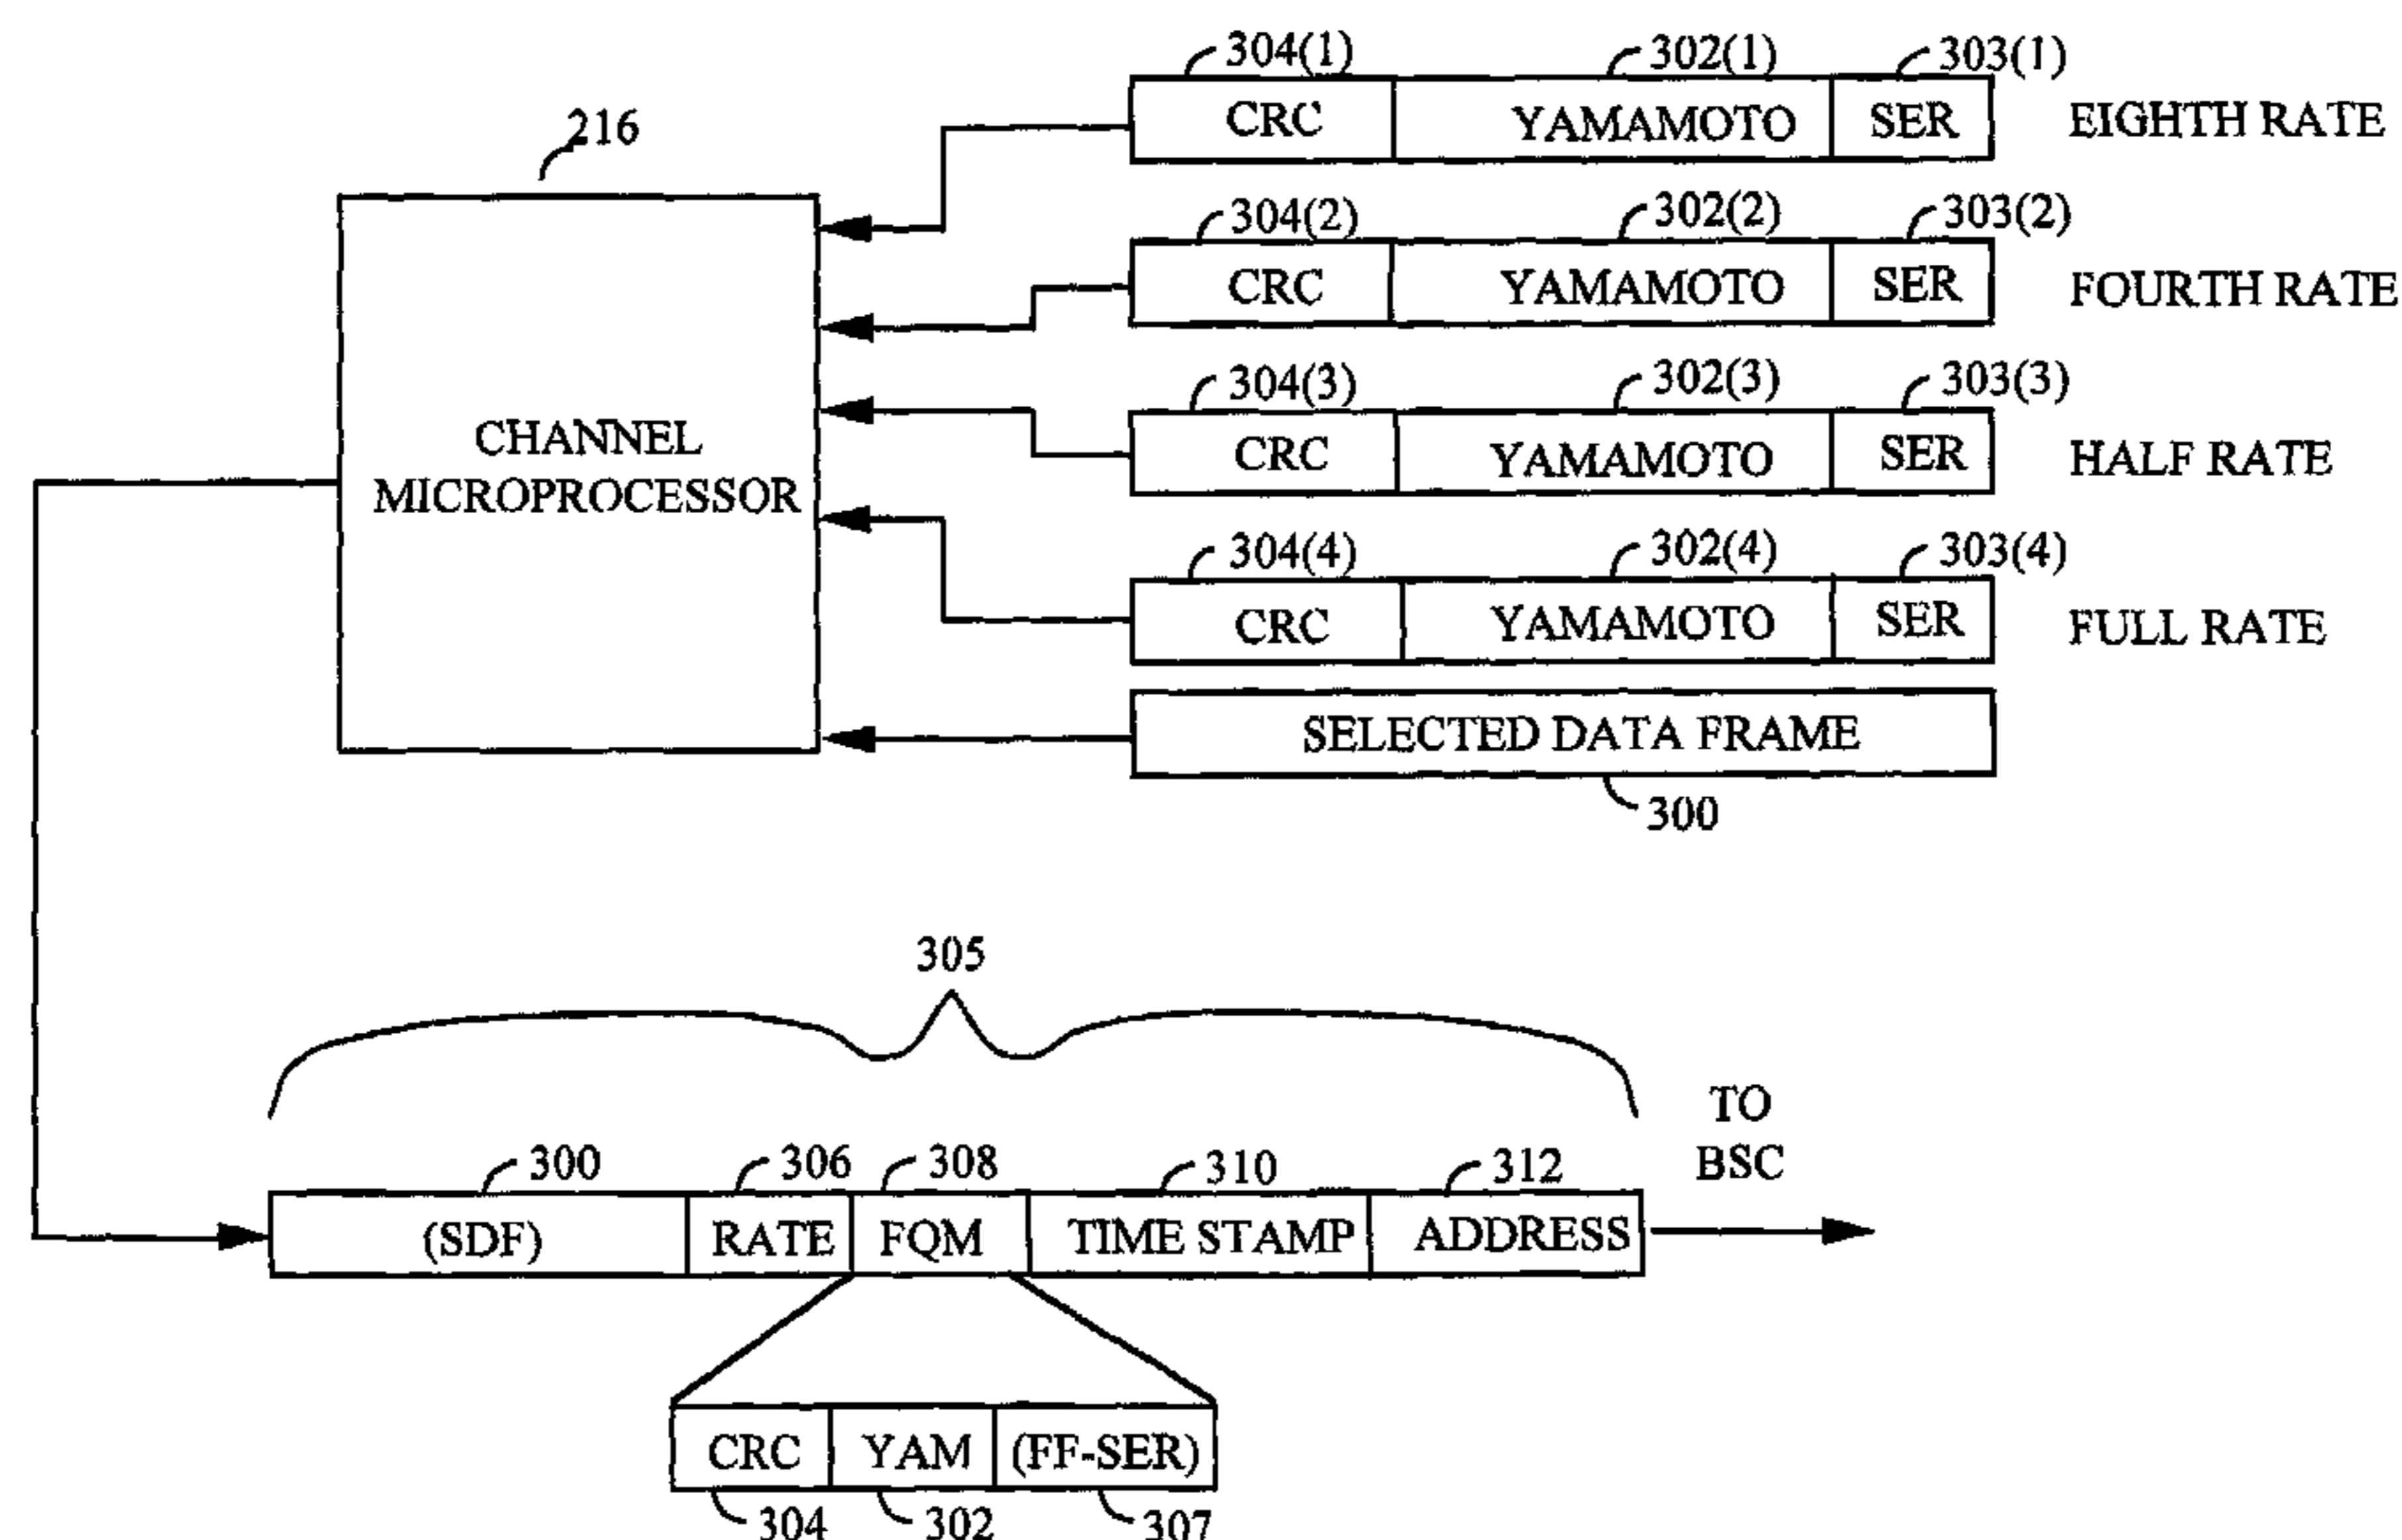 304(1) 302(1) 303(1)
CRC YAMAMOTO SER EIGHTH RATE
216
304(2) 302(2) 303(2)
CRC YAMAMOTO SER FOURTH RATE
304(3) 302(3) 303(3)
CRC YAMAMOTO SER HALF RATE
CHANNEL
MICROPROCESSOR
304(4) 302(4) 303(4)
CRC YAMAMOTO SER FULL RATE
SELECTED DATA FRAME
300
305
TO
BSC
300 306 308 310 312
(SDF) RATE FQM TIME STAMP ADDRESS
CRC YAM (FF-SER)
304 302 307